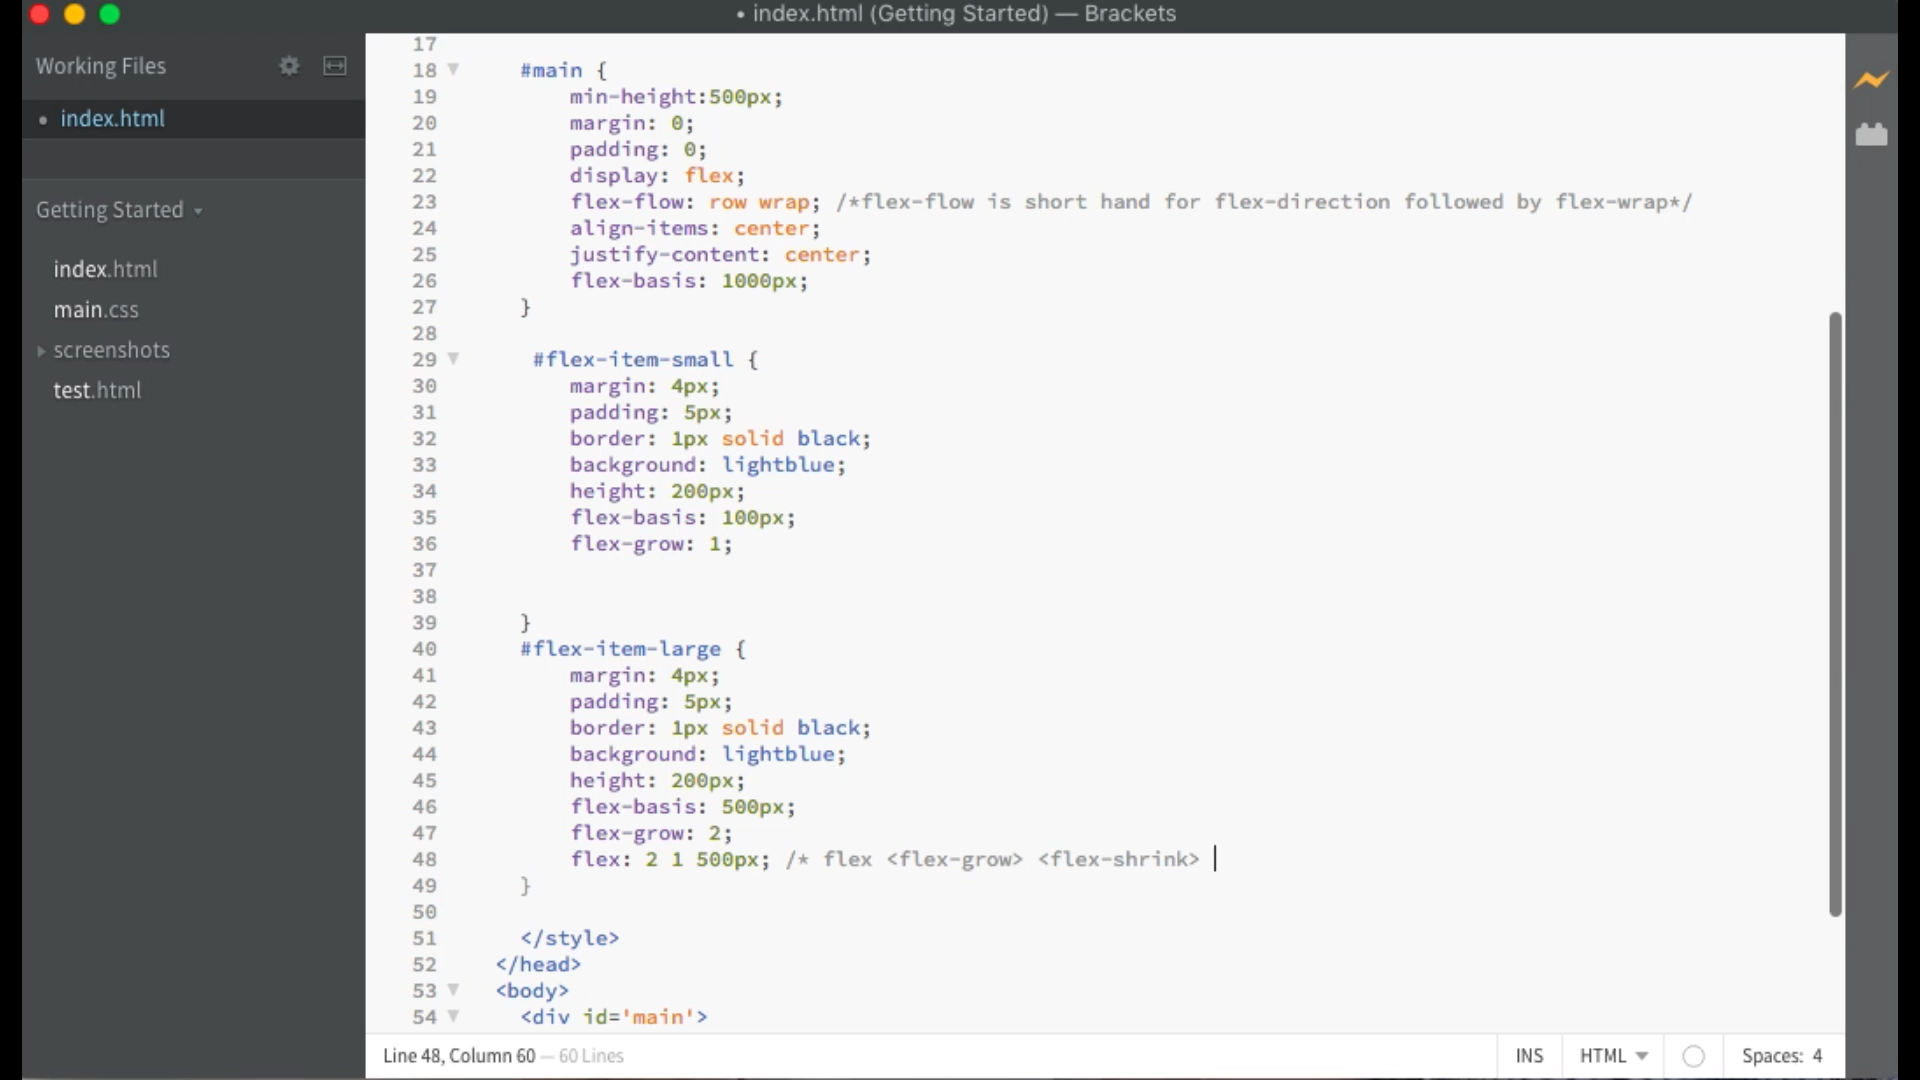 • index.html (Getting Started) — Brackets
Working Files
• index.html
Getting Started
index.html
main.css
screenshots
test.html
17
18 #main {
19 min-height:500px;
20 margin: 0;
21 padding: 0;
22 display: flex;
23 flex-flow: row wrap; /*flex-flow is short hand for flex-direction followed by flex-wrap*/
24 align-items: center;
25 justify-content: center;
26 flex-basis: 1000px;
27 }
28
29 #flex-item-small {
30 margin: 4px;
31 padding: 5px;
32 border: 1px solid black;
33 background: lightblue;
34 height: 200px;
35 flex-basis: 100px;
36 flex-grow: 1;
37
38
39 }
40 #flex-item-large {
41 margin: 4px;
42 padding: 5px;
43 border: 1px solid black;
44 background: lightblue;
45 height: 200px;
46 flex-basis: 500px;
47 flex-grow: 2;
48 flex: 2 1 500px; /* flex <flex-grow> <flex-shrink>
49 }
50
51 </style>
52 </head>
53 <body>
54 <div id='main'>
Line 48, Column 60 — 60 Lines
INS HTML Spaces: 4